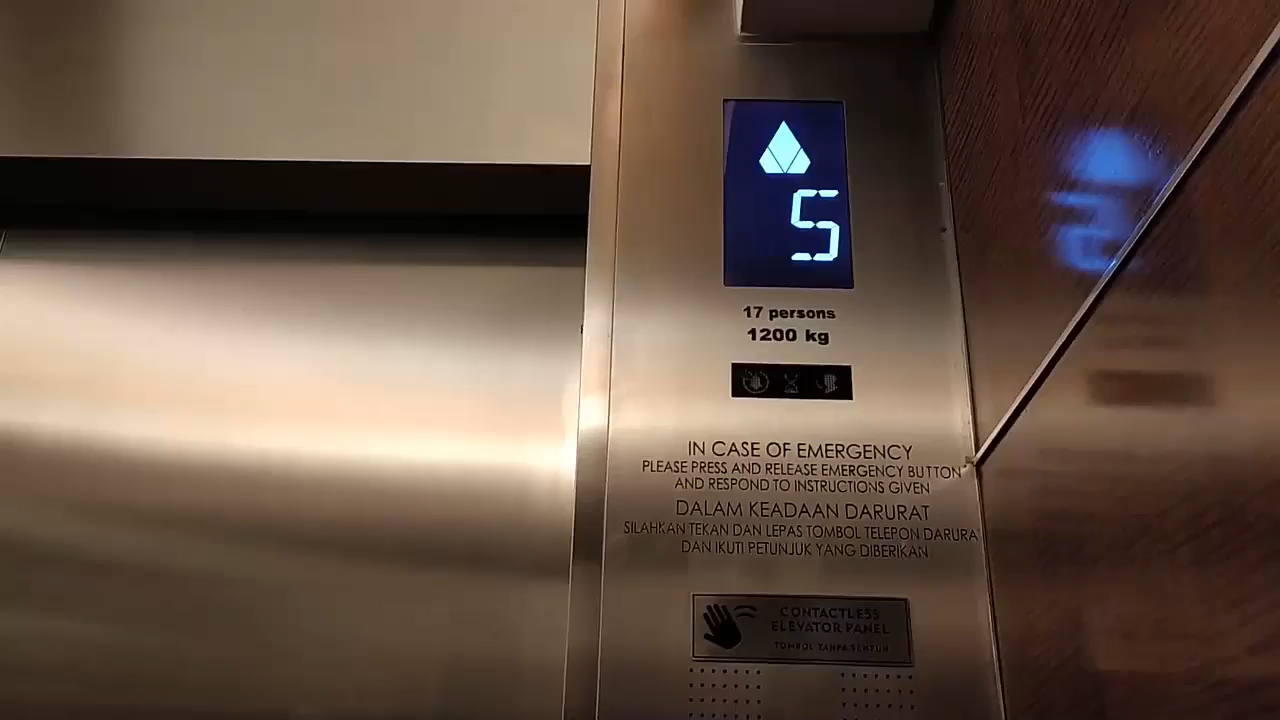 5
17 persons
1200 kg
IN CASE OF EMERGENCY
PLEASE PRESS AND RELEASE EMERGENCY BUTTON
AND RESPOND TO INSTRUCTIONS GIVEN
DALAM KEADAAN DARURAT
SILAHKAN TEKAN DAN LEPAS TOMBOL TELEPON DARURA
DAN IKUTI PETUNJUK YANG DIBERIKAN
CONTACTLESS
ELEVATOR PANEL
TOMBOL TANPA SENTUH